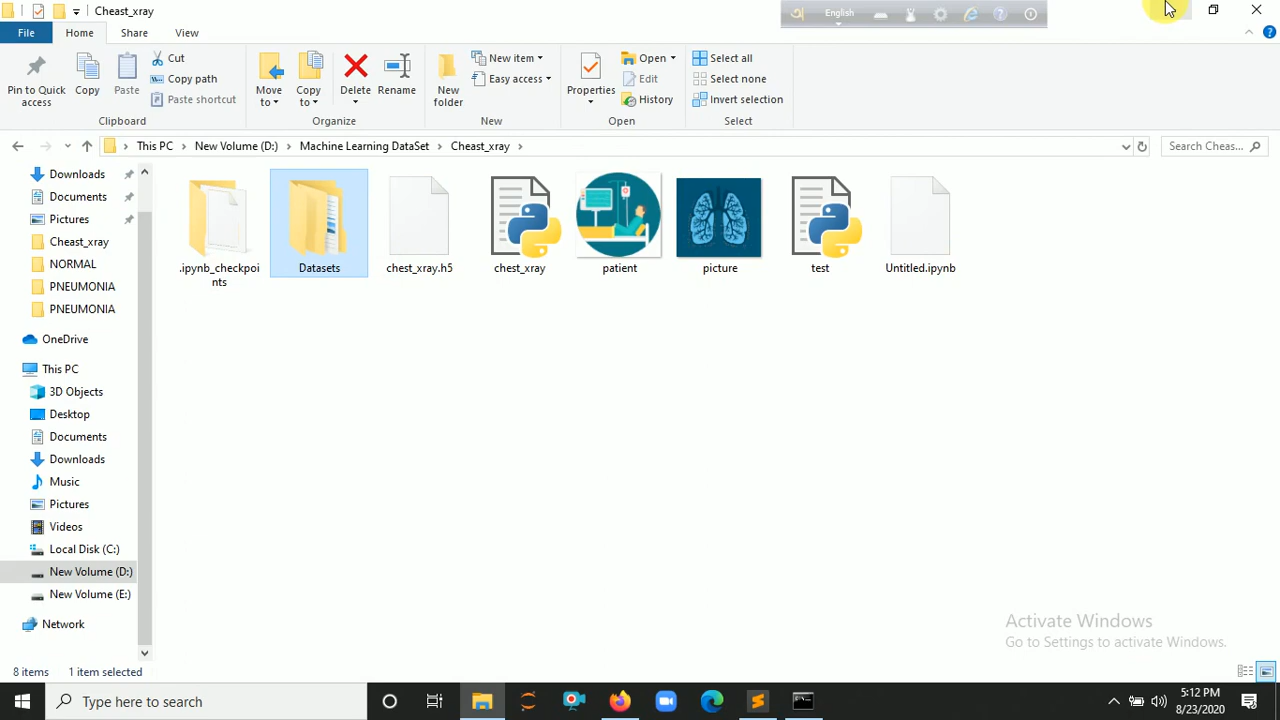 Cheast_xray
অ English
File Home Share View
Pin to Quick access
Copy
Paste
Cut
Copy path
Paste shortcut
Clipboard
Move to
Copy to
Delete
Rename
Organize
New folder
New item
Easy access
New
Properties
Open
Edit
History
Open
Select all
Select none
Invert selection
Select
This PC › New Volume (D:) › Machine Learning DataSet › Cheast_xray ›
Search Cheas...
Downloads
Documents
Pictures
Cheast_xray
NORMAL
PNEUMONIA
PNEUMONIA
OneDrive
This PC
3D Objects
Desktop
Documents
Downloads
Music
Pictures
Videos
Local Disk (C:)
New Volume (D:)
New Volume (E:)
Network
.ipynb_checkpoi
nts
Datasets
chest_xray.h5
chest_xray
patient
picture
test
Untitled.ipynb
Activate Windows
Go to Settings to activate Windows.
8 items 1 item selected
Type here to search
5:12 PM
8/23/2020